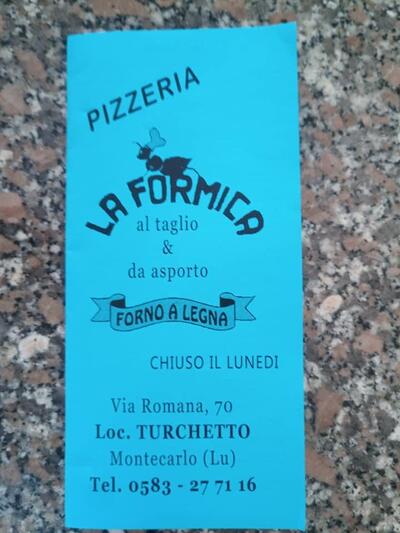 PIZZERIA
LA FORMICA
al taglio
&
da asporto
FORNO A LEGNA
CHIUSO IL LUNEDI
Via Romana, 70
Loc. TURCHETTO
Montecarlo (Lu)
Tel. 0583 - 27 71 16